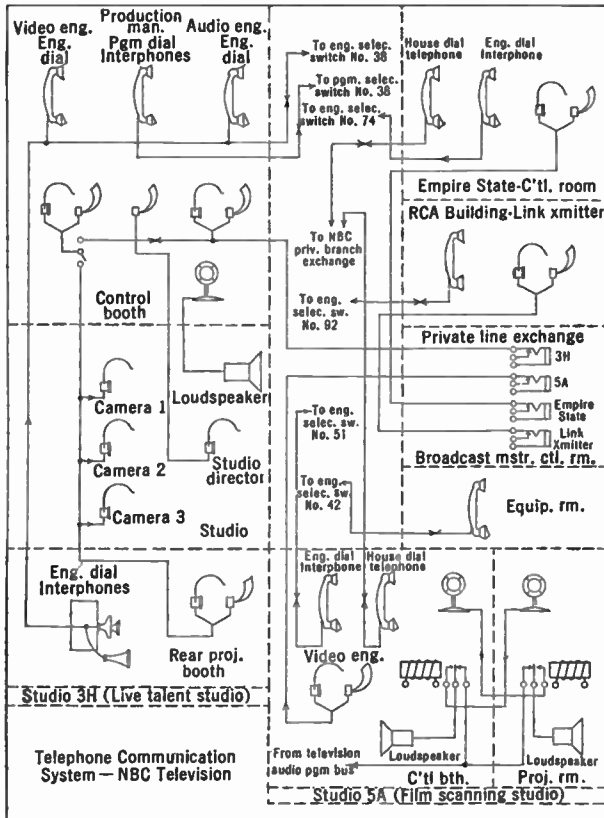 Video eng.
Eng.
dial
Production
man.
Pgm dial
Interphones
Audio eng.
Eng.
dial
To eng. selec.
switch No. 38
To pgm. selec.
switch No. 38
To eng. selec.
switch No. 74
House dial
telephone
Eng. dial
Interphone
Empire State-C'tl. room
RCA Building-Link xmitter
To NBC
priv. branch
exchange
To eng.
selec. sw.
No. 92
Control
booth
Loudspeaker
Private line exchange
3H
5A
Empire
State
Link
Xmitter
Broadcast mstr. ctl. rm.
Camera 1
Camera 2
Camera 3
Studio
director
Studio
To eng.
selec. sw.
No. 51
To eng.
selec. sw.
No. 42
Equip. rm.
Eng. dial
Interphones
Rear proj.
booth
Studio 3H (Live talent studio)
Eng. dial
Interphone
House dial
telephone
Video eng.
Loudspeaker
Loudspeaker
From television
audio pgm bus
C'tl bth.
Proj. rm.
Studio 5A (Film scanning studio)
Telephone Communication
System — NBC Television